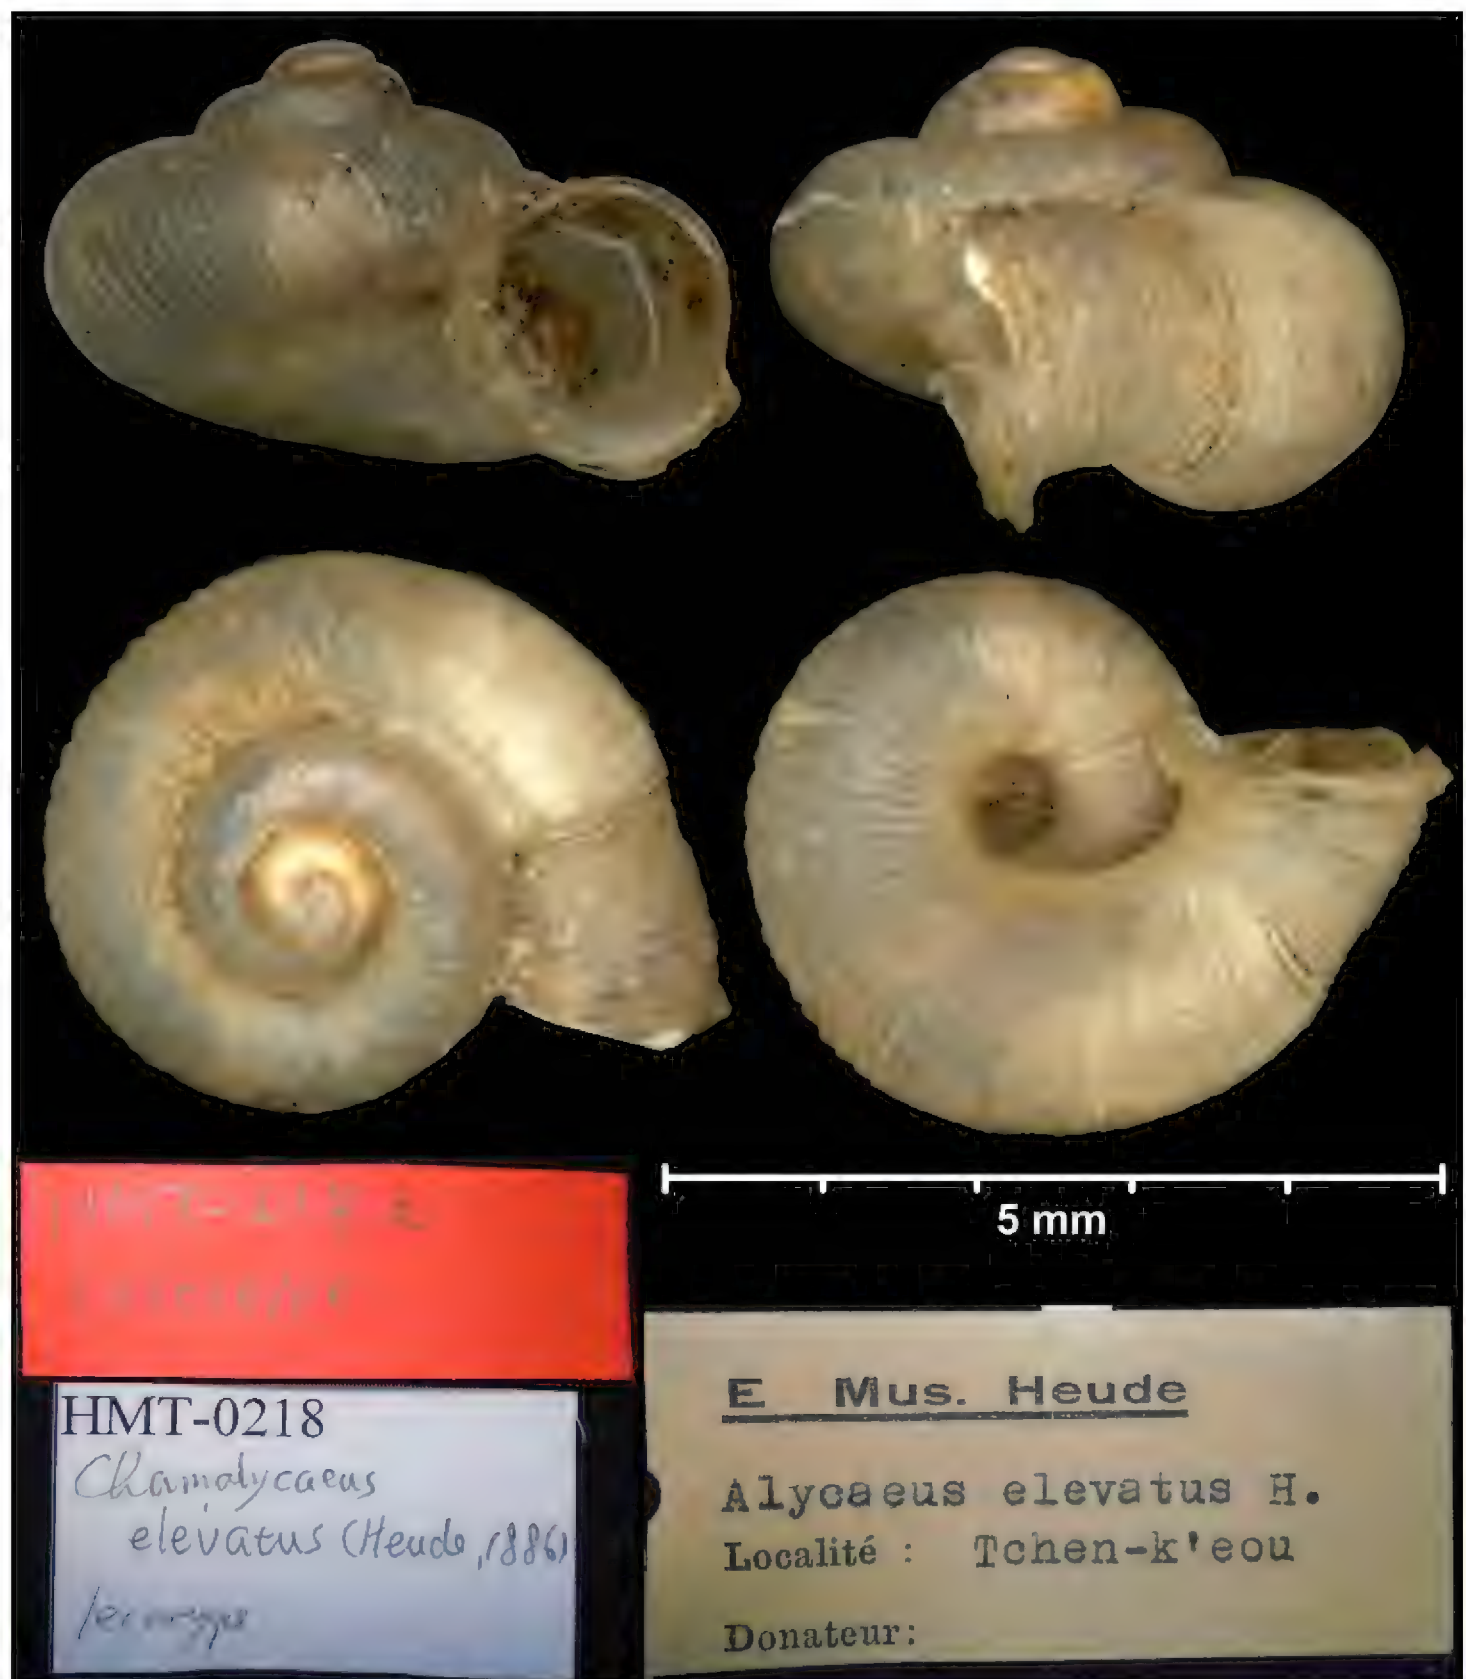 5 mm
HMT-0218
Chamalycaeus
elevatus (Heude, 1886)
E Mus. Heude
Alycaeus elevatus H.
Localité : Tchen-k'eou
Donateur: